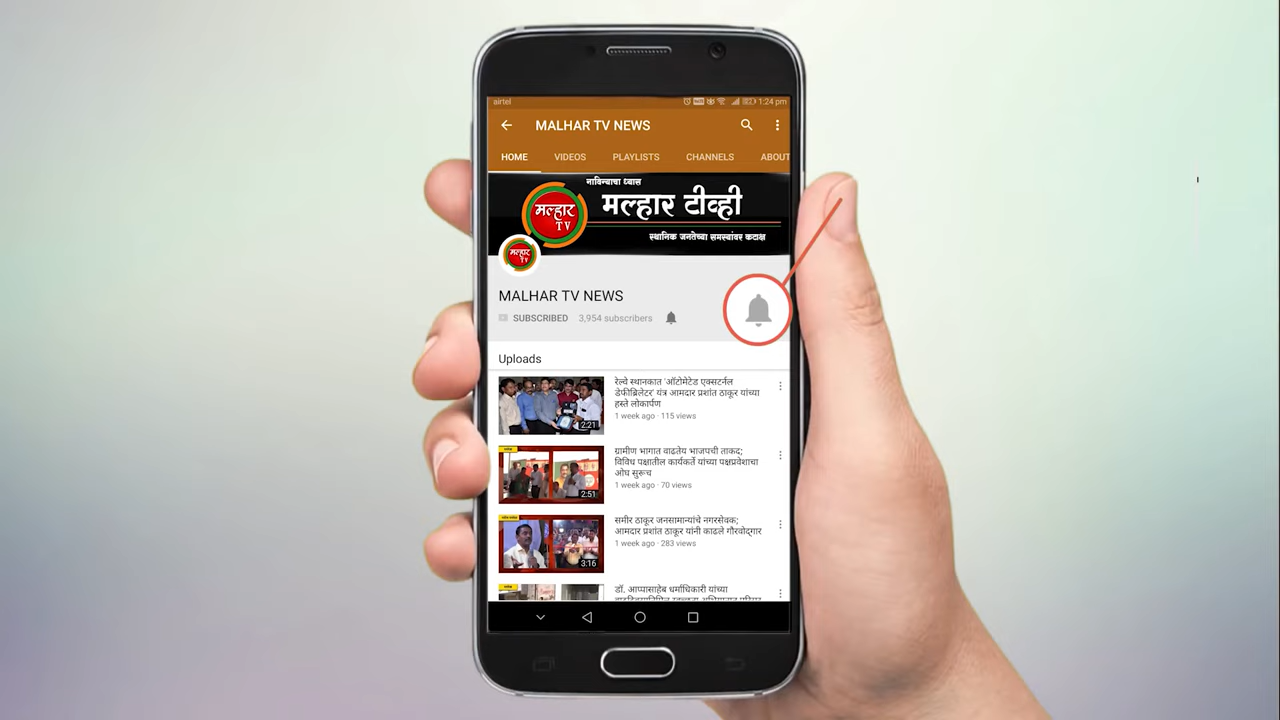 airtel
1:24 pm
MALHAR TV NEWS
HOME VIDEOS PLAYLISTS CHANNELS ABOUT
नाविन्याचा ध्यास
मल्हार टीव्ही
स्थानिक जनतेच्या समस्यांवर कटाक्ष
मल्हार
TV
मल्हार
TV
MALHAR TV NEWS
SUBSCRIBED 3,954 subscribers
Uploads
रेल्वे स्थानकात 'ऑटोमेटेड एक्सटर्नल
डेफीब्रिलेटर' यंत्र आमदार प्रशांत ठाकूर यांच्या
हस्ते लोकार्पण
1 week ago · 115 views
2:21
ग्रामीण भागात वाढतेय भाजपची ताकद;
विविध पक्षातील कार्यकर्ते यांच्या पक्षप्रवेशाचा
ओघ सुरूच
1 week ago · 70 views
2:51
समीर ठाकूर जनसामान्यांचे नगरसेवक;
आमदार प्रशांत ठाकूर यांनी काढले गौरवोद्गार
1 week ago · 283 views
3:16
डॉ. आप्पासाहेब धर्माधिकारी यांच्या